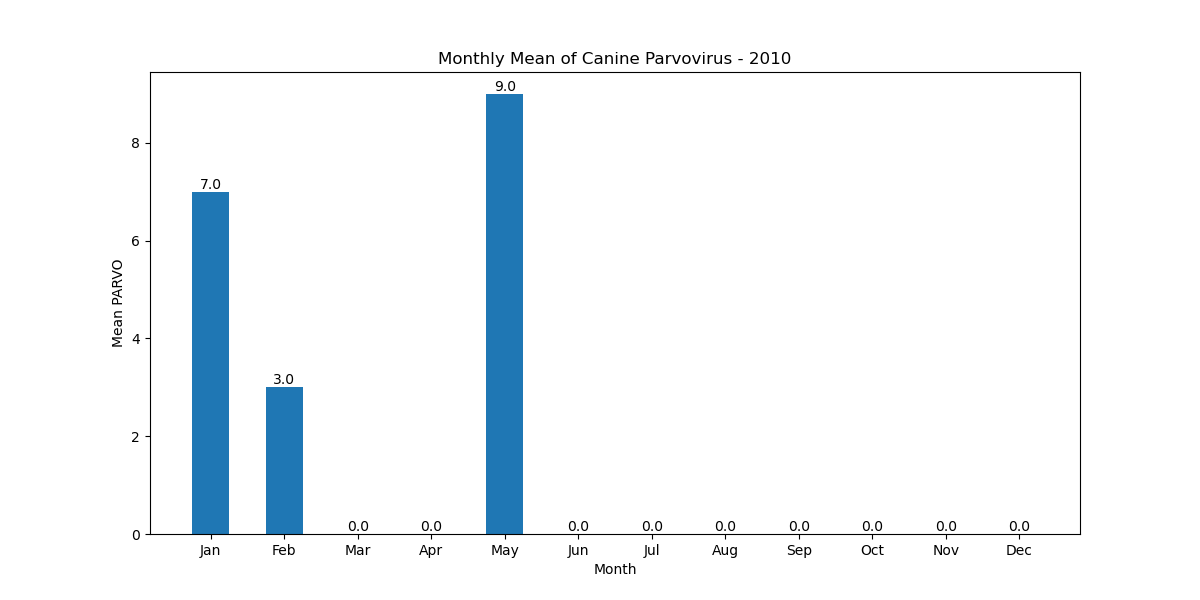 Monthly Mean of Canine Parvovirus - 2010
9.0
8
7.0
6
Mean PARVO
4
3.0
2
0.0 0.0 0.0 0.0 0.0 0.0 0.0 0.0 0.0
0
Jan Feb Mar Apr May Jun Jul Aug Sep Oct Nov Dec
Month